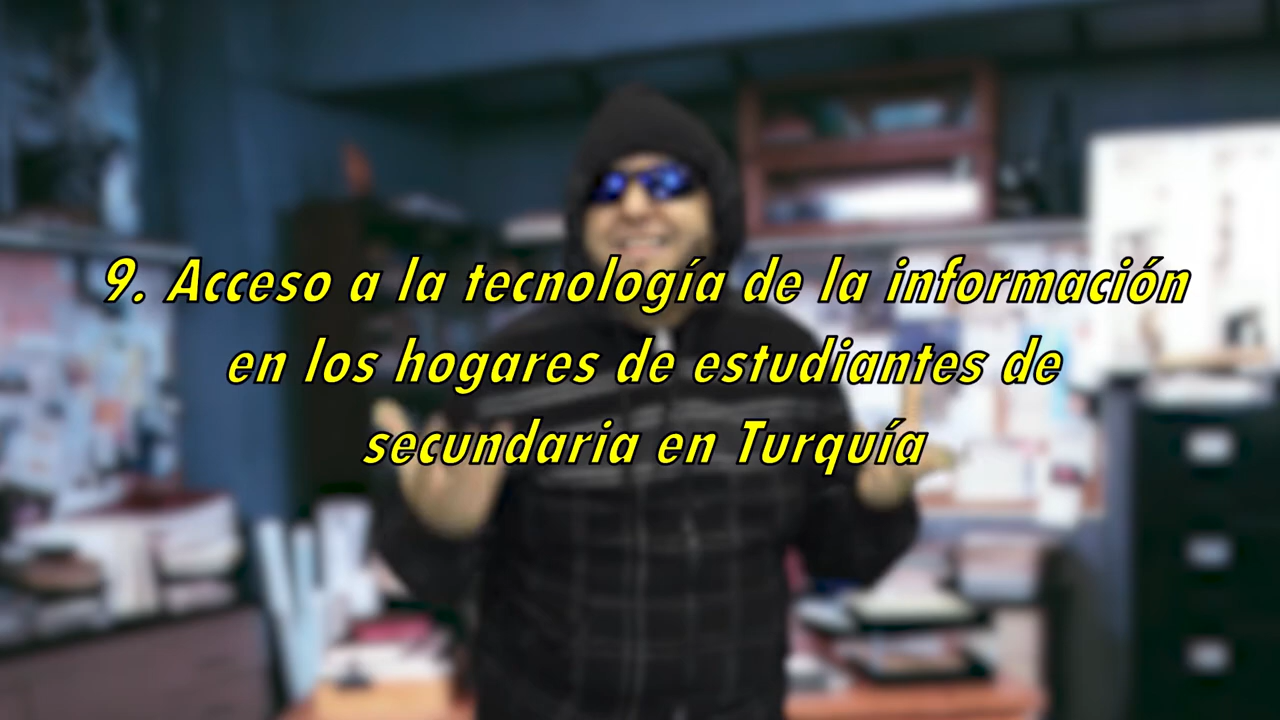 9. Acceso a la tecnología de la información
en los hogares de estudiantes de
secundaria en Turquía